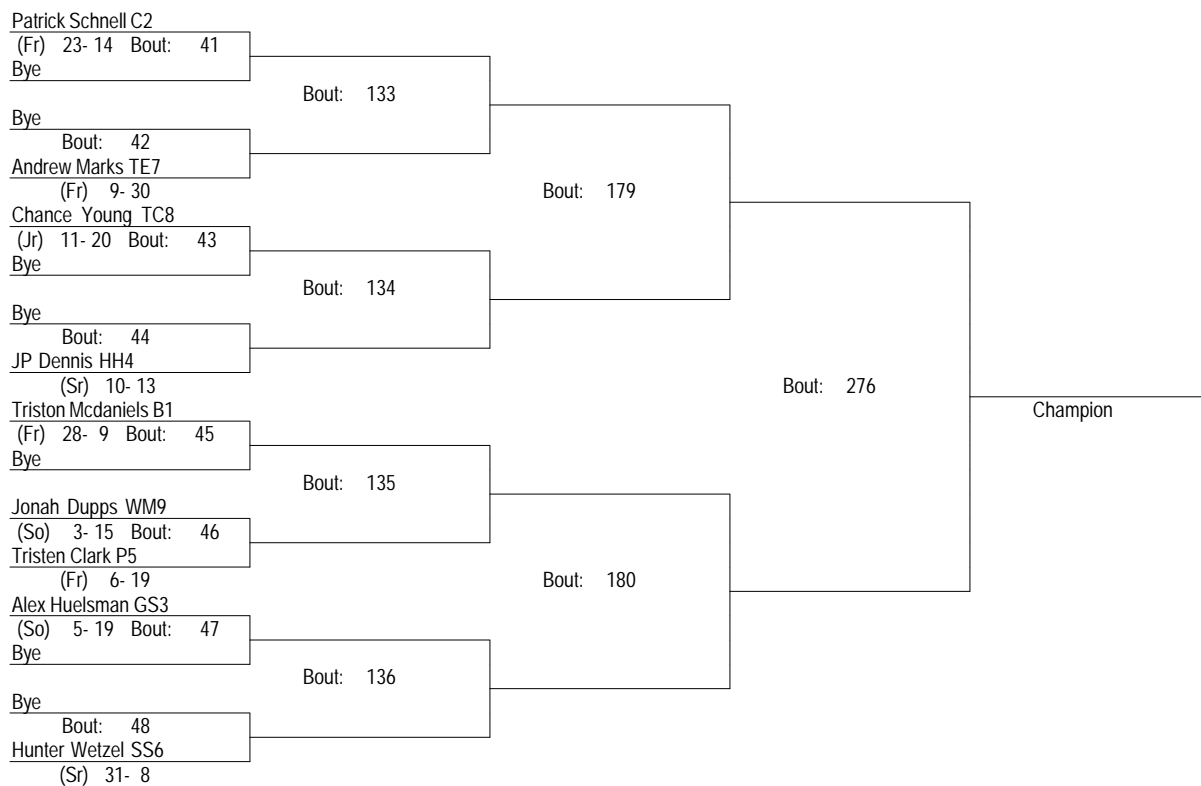 Patrick Schnell C2
(Fr) 23- 14 Bout: 41
Bye
Bout: 133
Bye
Bout: 42
Andrew Marks TE7
(Fr) 9- 30
Bout: 179
Chance Young TC8
(Jr) 11- 20 Bout: 43
Bye
Bout: 134
Bye
Bout: 44
JP Dennis HH4
(Sr) 10- 13
Bout: 276
Champion
Triston Mcdaniels B1
(Fr) 28- 9 Bout: 45
Bye
Bout: 135
Jonah Dupps WM9
(So) 3- 15 Bout: 46
Tristen Clark P5
(Fr) 6- 19
Bout: 180
Alex Huelsman GS3
(So) 5- 19 Bout: 47
Bye
Bout: 136
Bye
Bout: 48
Hunter Wetzel SS6
(Sr) 31- 8